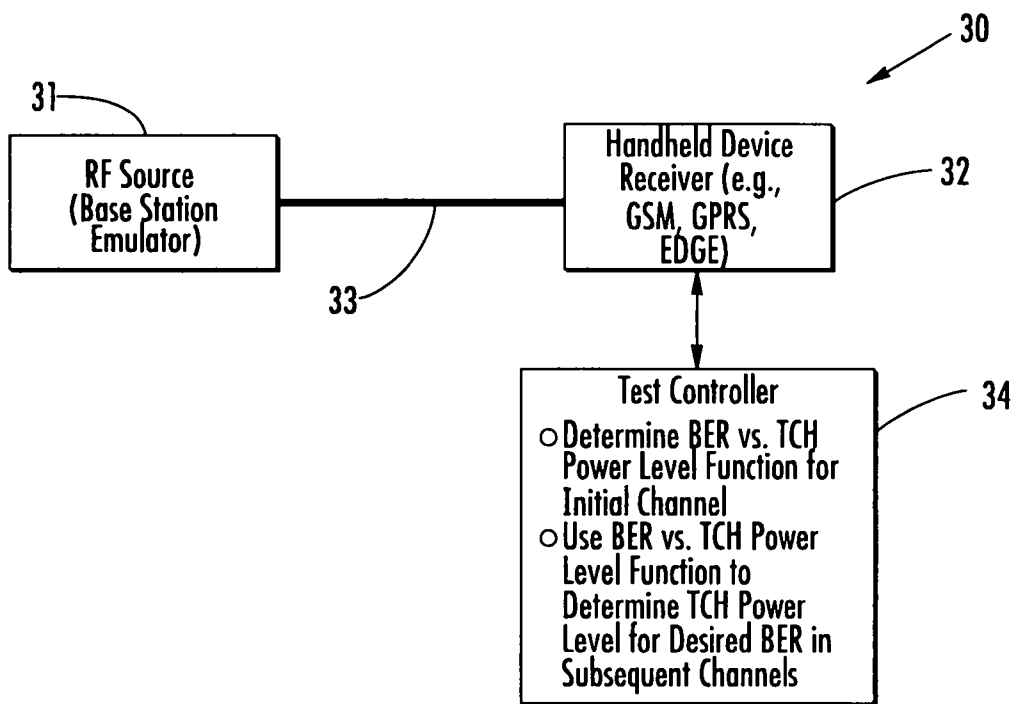 30
31
RF Source
(Base Station
Emulator)
33
Handheld Device
Receiver (e.g.,
GSM, GPRS,
EDGE)
32
Test Controller
34
○ Determine BER vs. TCH
Power Level Function for
Initial Channel
○ Use BER vs. TCH Power
Level Function to
Determine TCH Power
Level for Desired BER in
Subsequent Channels